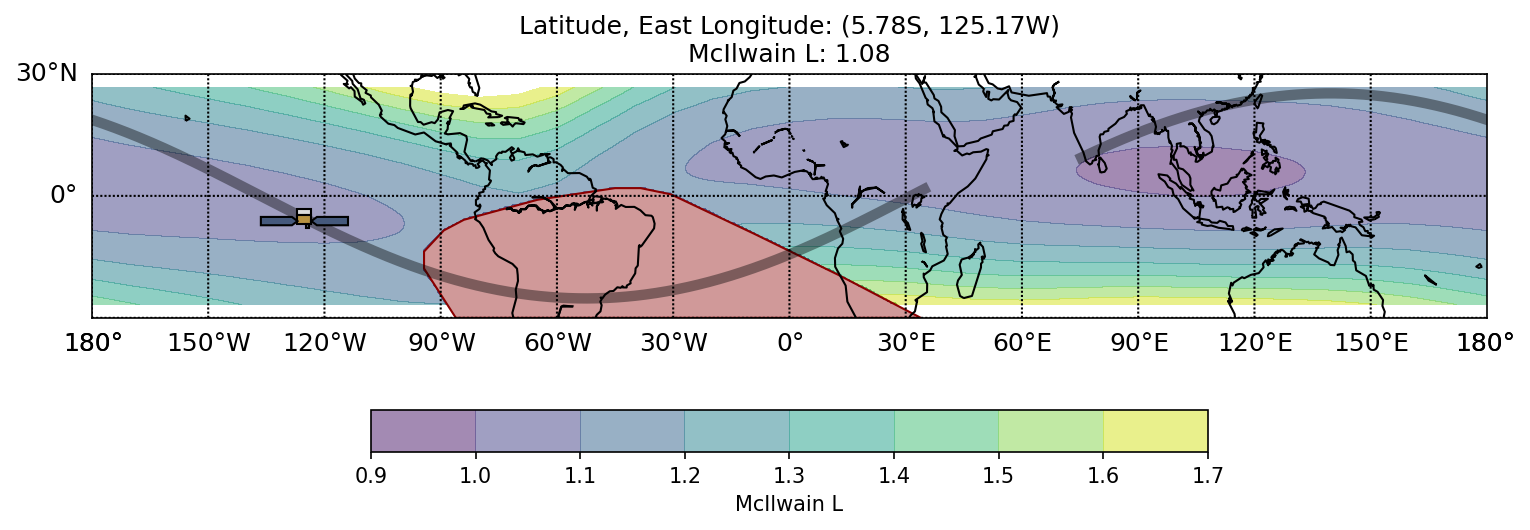 Latitude, East Longitude: (5.78S, 125.17W)
McIlwain L: 1.08
30°N
0°
180° 150°W 120°W 90°W 60°W 30°W 0° 30°E 60°E 90°E 120°E 150°E 180°
0.9 1.0 1.1 1.2 1.3 1.4 1.5 1.6 1.7
McIlwain L